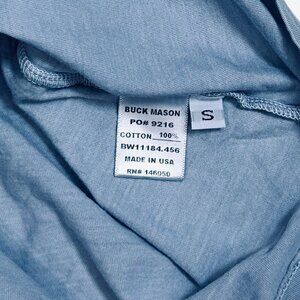 BUCK MASON
PO# 9216
COTTON 100%
BW11184.456
MADE IN USA
RN# 146050
S